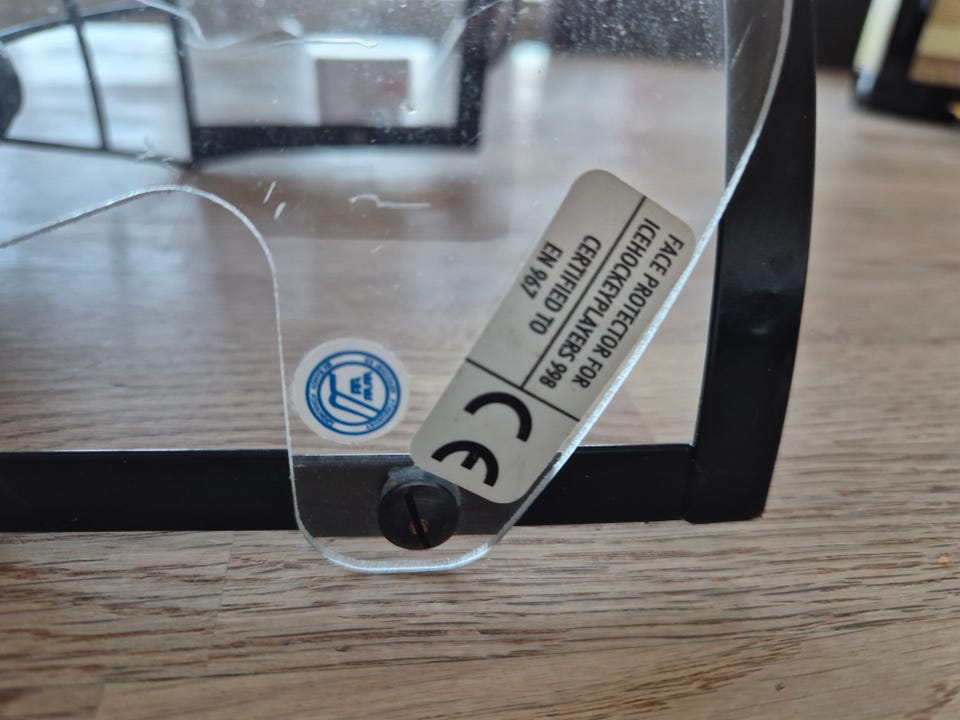 FACE PROTECTOR FOR
ICEHOCKEYPLAYERS 998
CERTIFIED TO
EN 967
CE